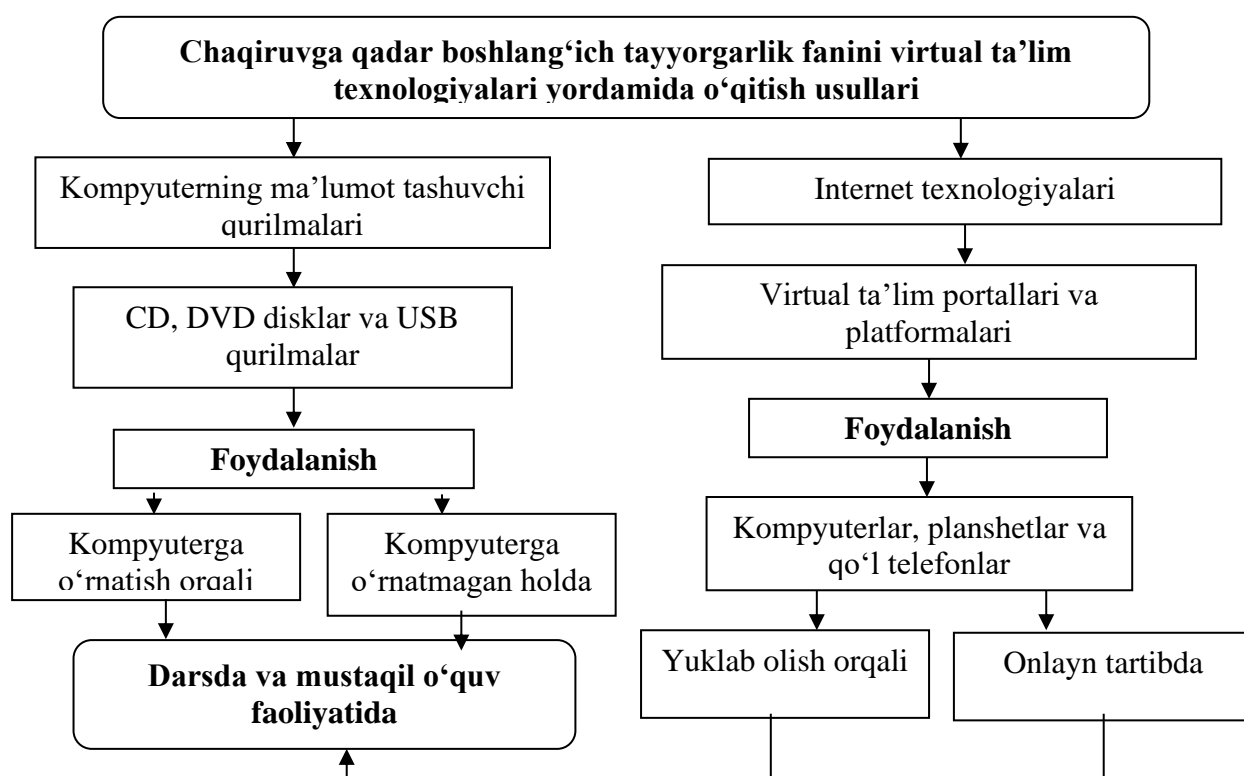 Chaqiruvga qadar boshlang‘ich tayyorgarlik fanini virtual ta’lim
texnologiyalari yordamida o‘qitish usullari
Kompyuterning ma’lumot tashuvchi
qurilmalari
Internet texnologiyalari
CD, DVD disklar va USB
qurilmalar
Virtual ta’lim portallari va
platformalari
Foydalanish
Foydalanish
Kompyuterga
o‘rnatish orqali
Kompyuterga
o‘rnatmagan holda
Kompyuterlar, planshetlar va
qo‘l telefonlar
Yuklab olish orqali
Onlayn tartibda
Darsda va mustaqil o‘quv
faoliyatida